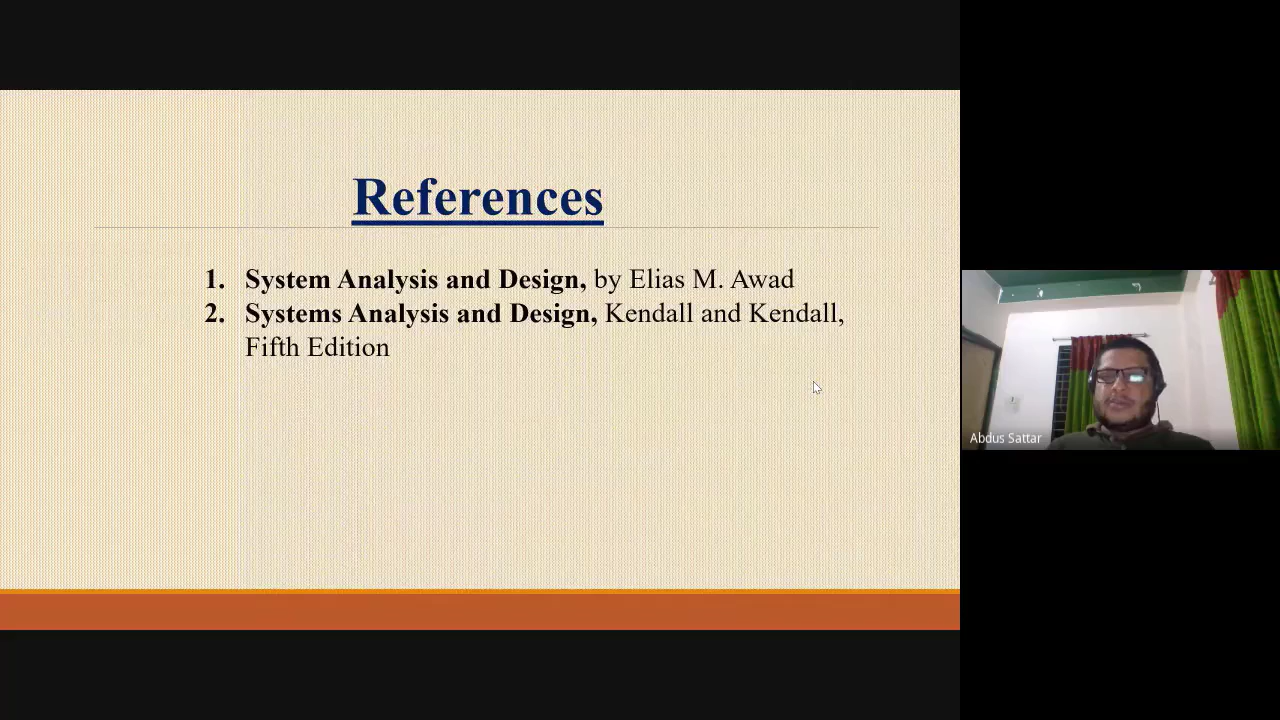 References
1. System Analysis and Design, by Elias M. Awad
2. Systems Analysis and Design, Kendall and Kendall,
Fifth Edition
Abdus Sattar